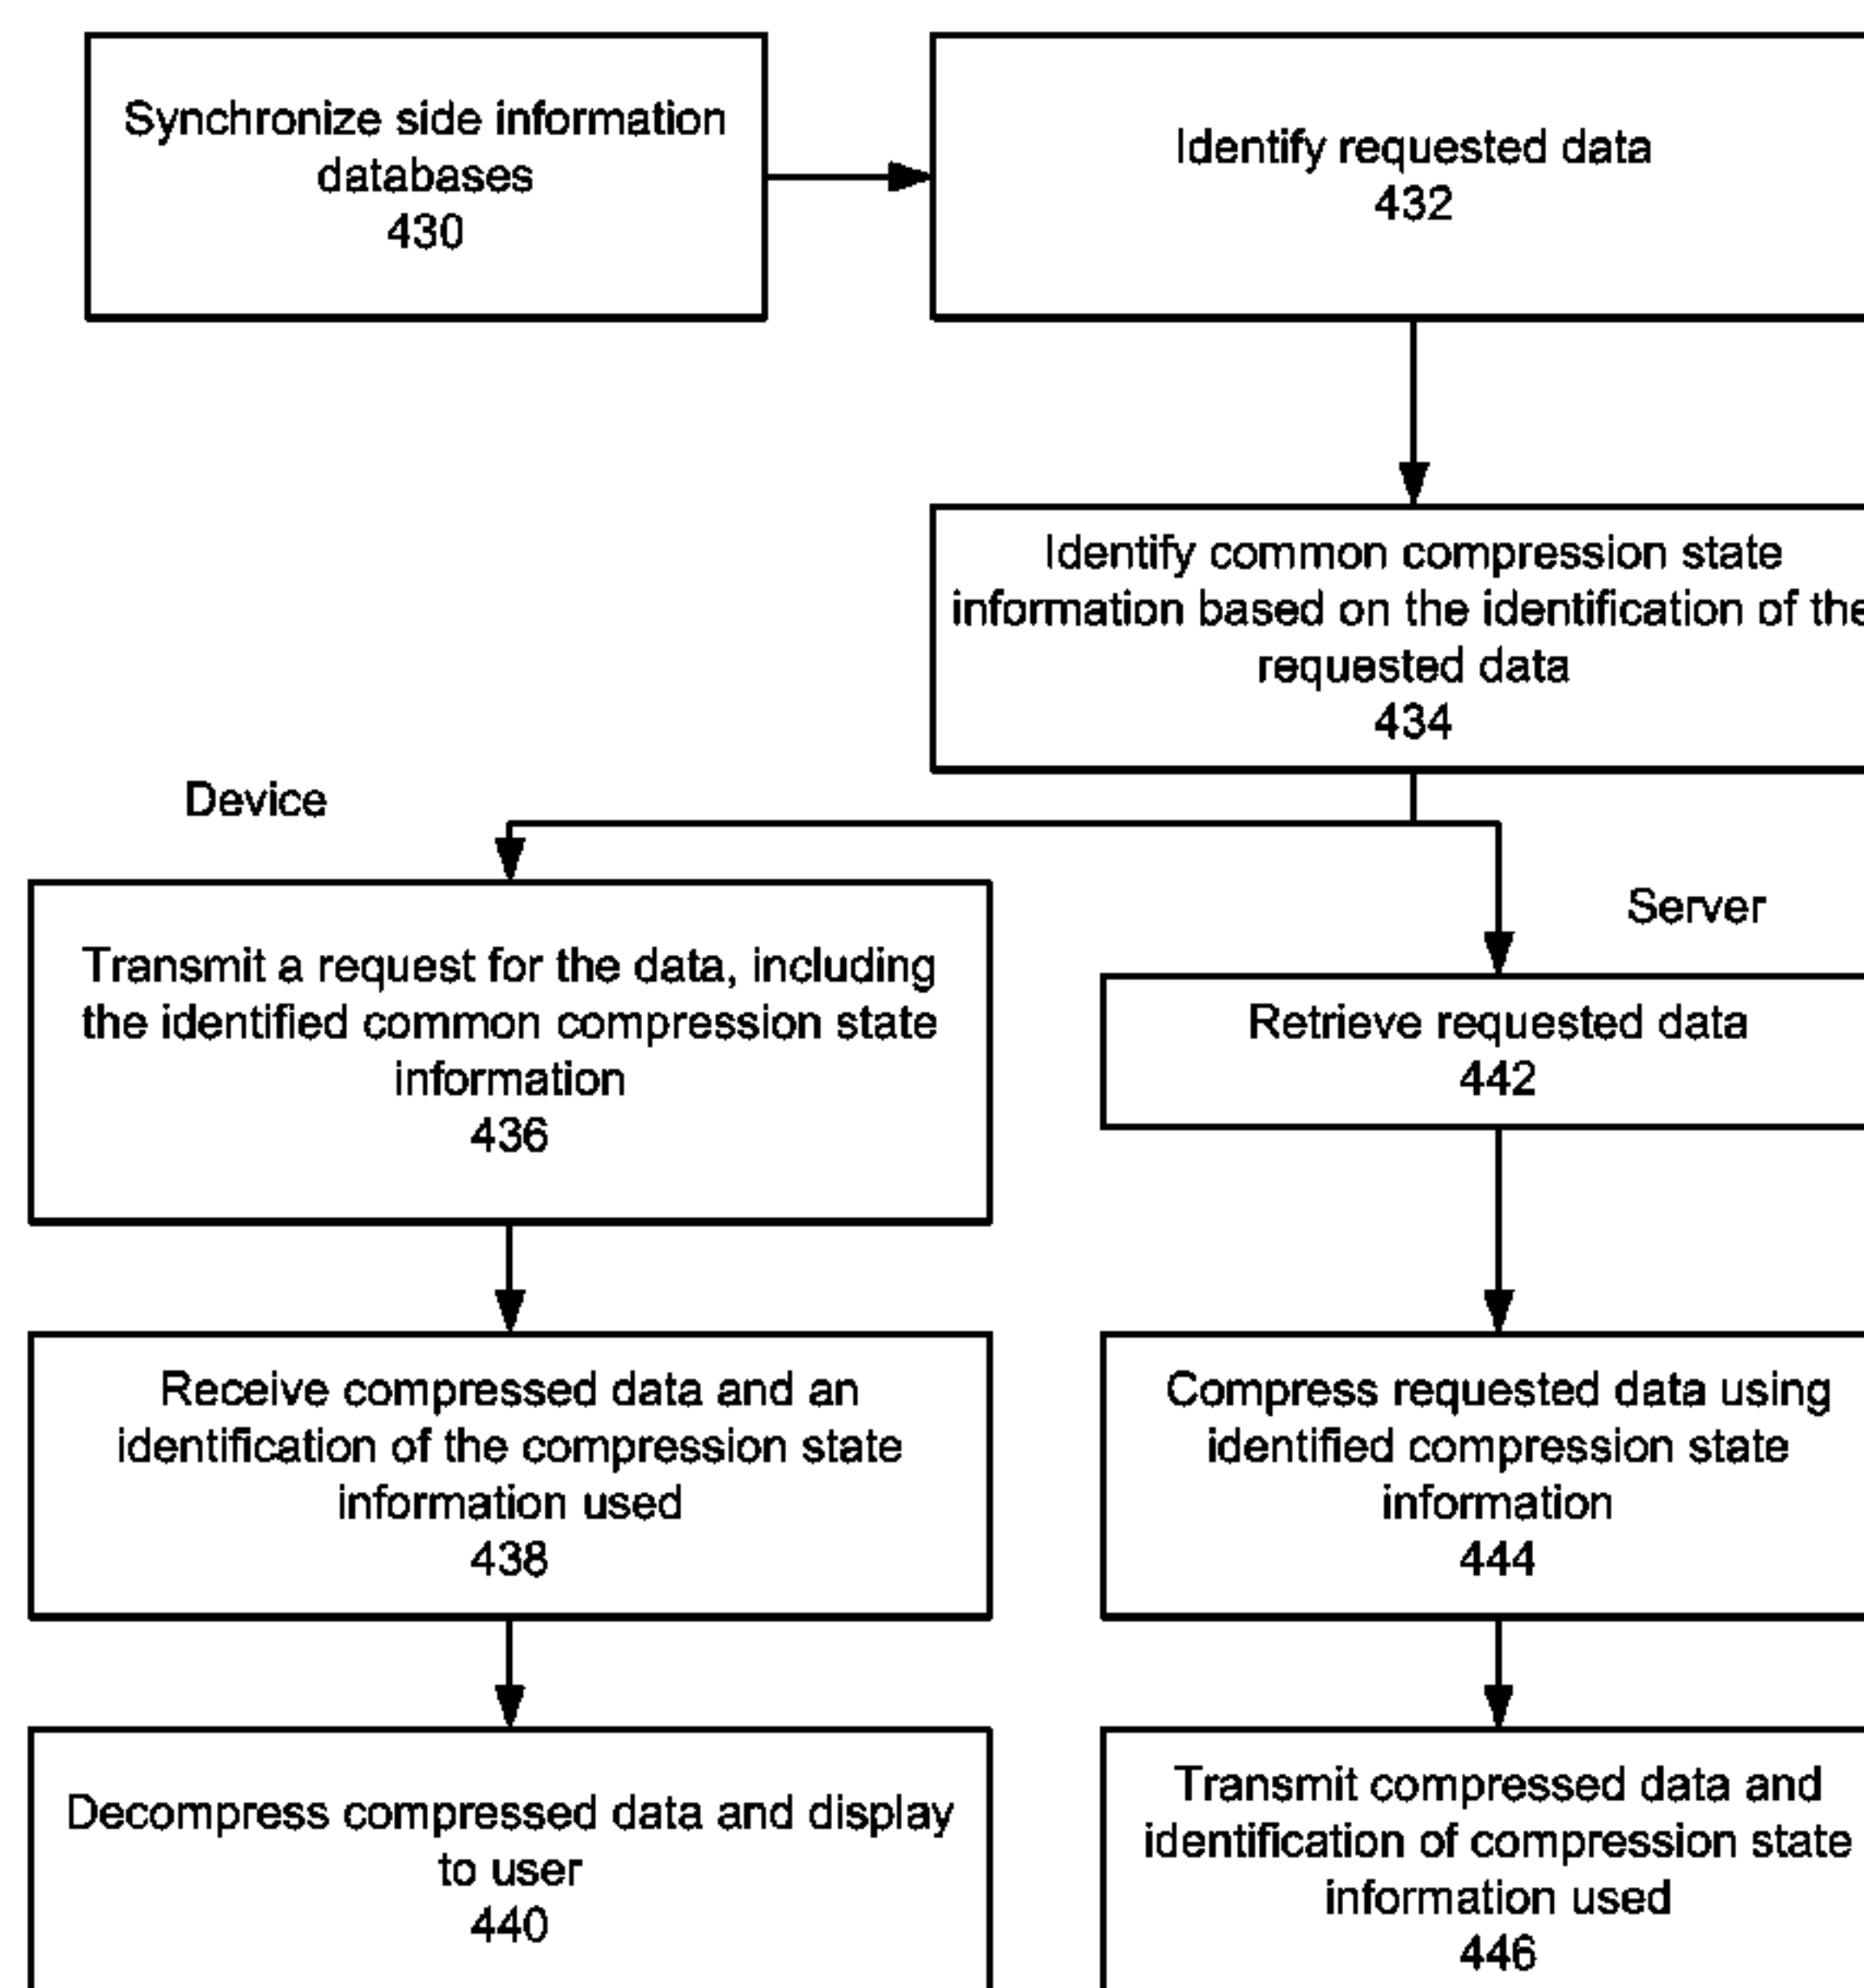 Synchronize side information
databases
430
Identify requested data
432
Identify common compression state
information based on the identification of the
requested data
434
Device
Transmit a request for the data, including
the identified common compression state
information
436
Receive compressed data and an
identification of the compression state
information used
438
Decompress compressed data and display
to user
440
Server
Retrieve requested data
442
Compress requested data using
identified compression state
information
444
Transmit compressed data and
identification of compression state
information used
446